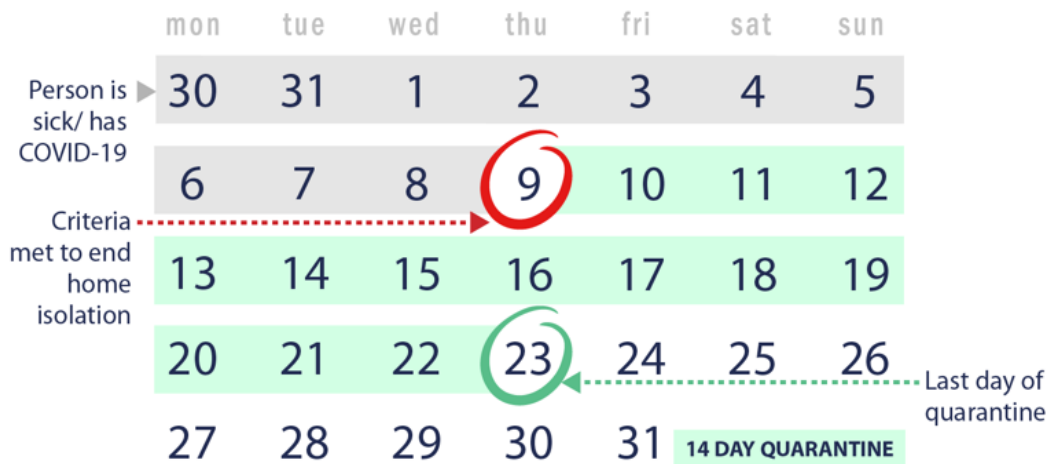 mon tue wed thu fri sat sun
Person is
sick/ has
COVID-19
30 31 1 2 3 4 5
6 7 8 9 10 11 12
Criteria
met to end
home
isolation
13 14 15 16 17 18 19
20 21 22 23 24 25 26
Last day of
quarantine
27 28 29 30 31
14 DAY QUARANTINE